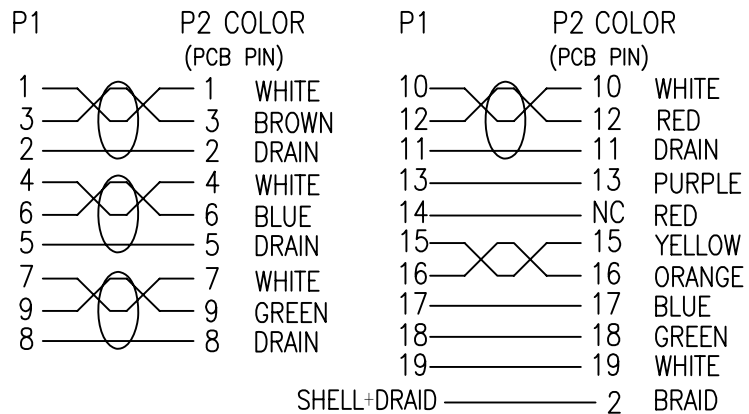 P1 P2 COLOR
(PCB PIN)
1 1 WHITE
3 3 BROWN
2 2 DRAIN
4 4 WHITE
6 6 BLUE
5 5 DRAIN
7 7 WHITE
9 9 GREEN
8 8 DRAIN
P1 P2 COLOR
(PCB PIN)
10 10 WHITE
12 12 RED
11 11 DRAIN
13 13 PURPLE
14 NC RED
15 15 YELLOW
16 16 ORANGE
17 17 BLUE
18 18 GREEN
19 19 WHITE
SHELL+DRAID 2 BRAID